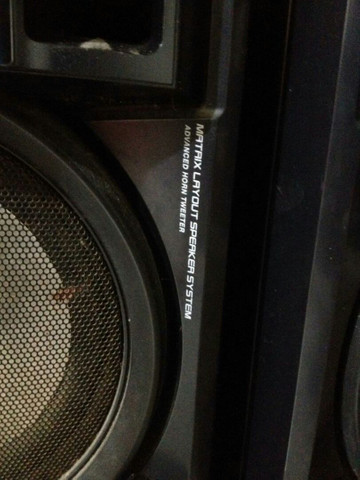 MATRIX LAYOUT SPEAKER SYSTEM
ADVANCED HORN TWEETER